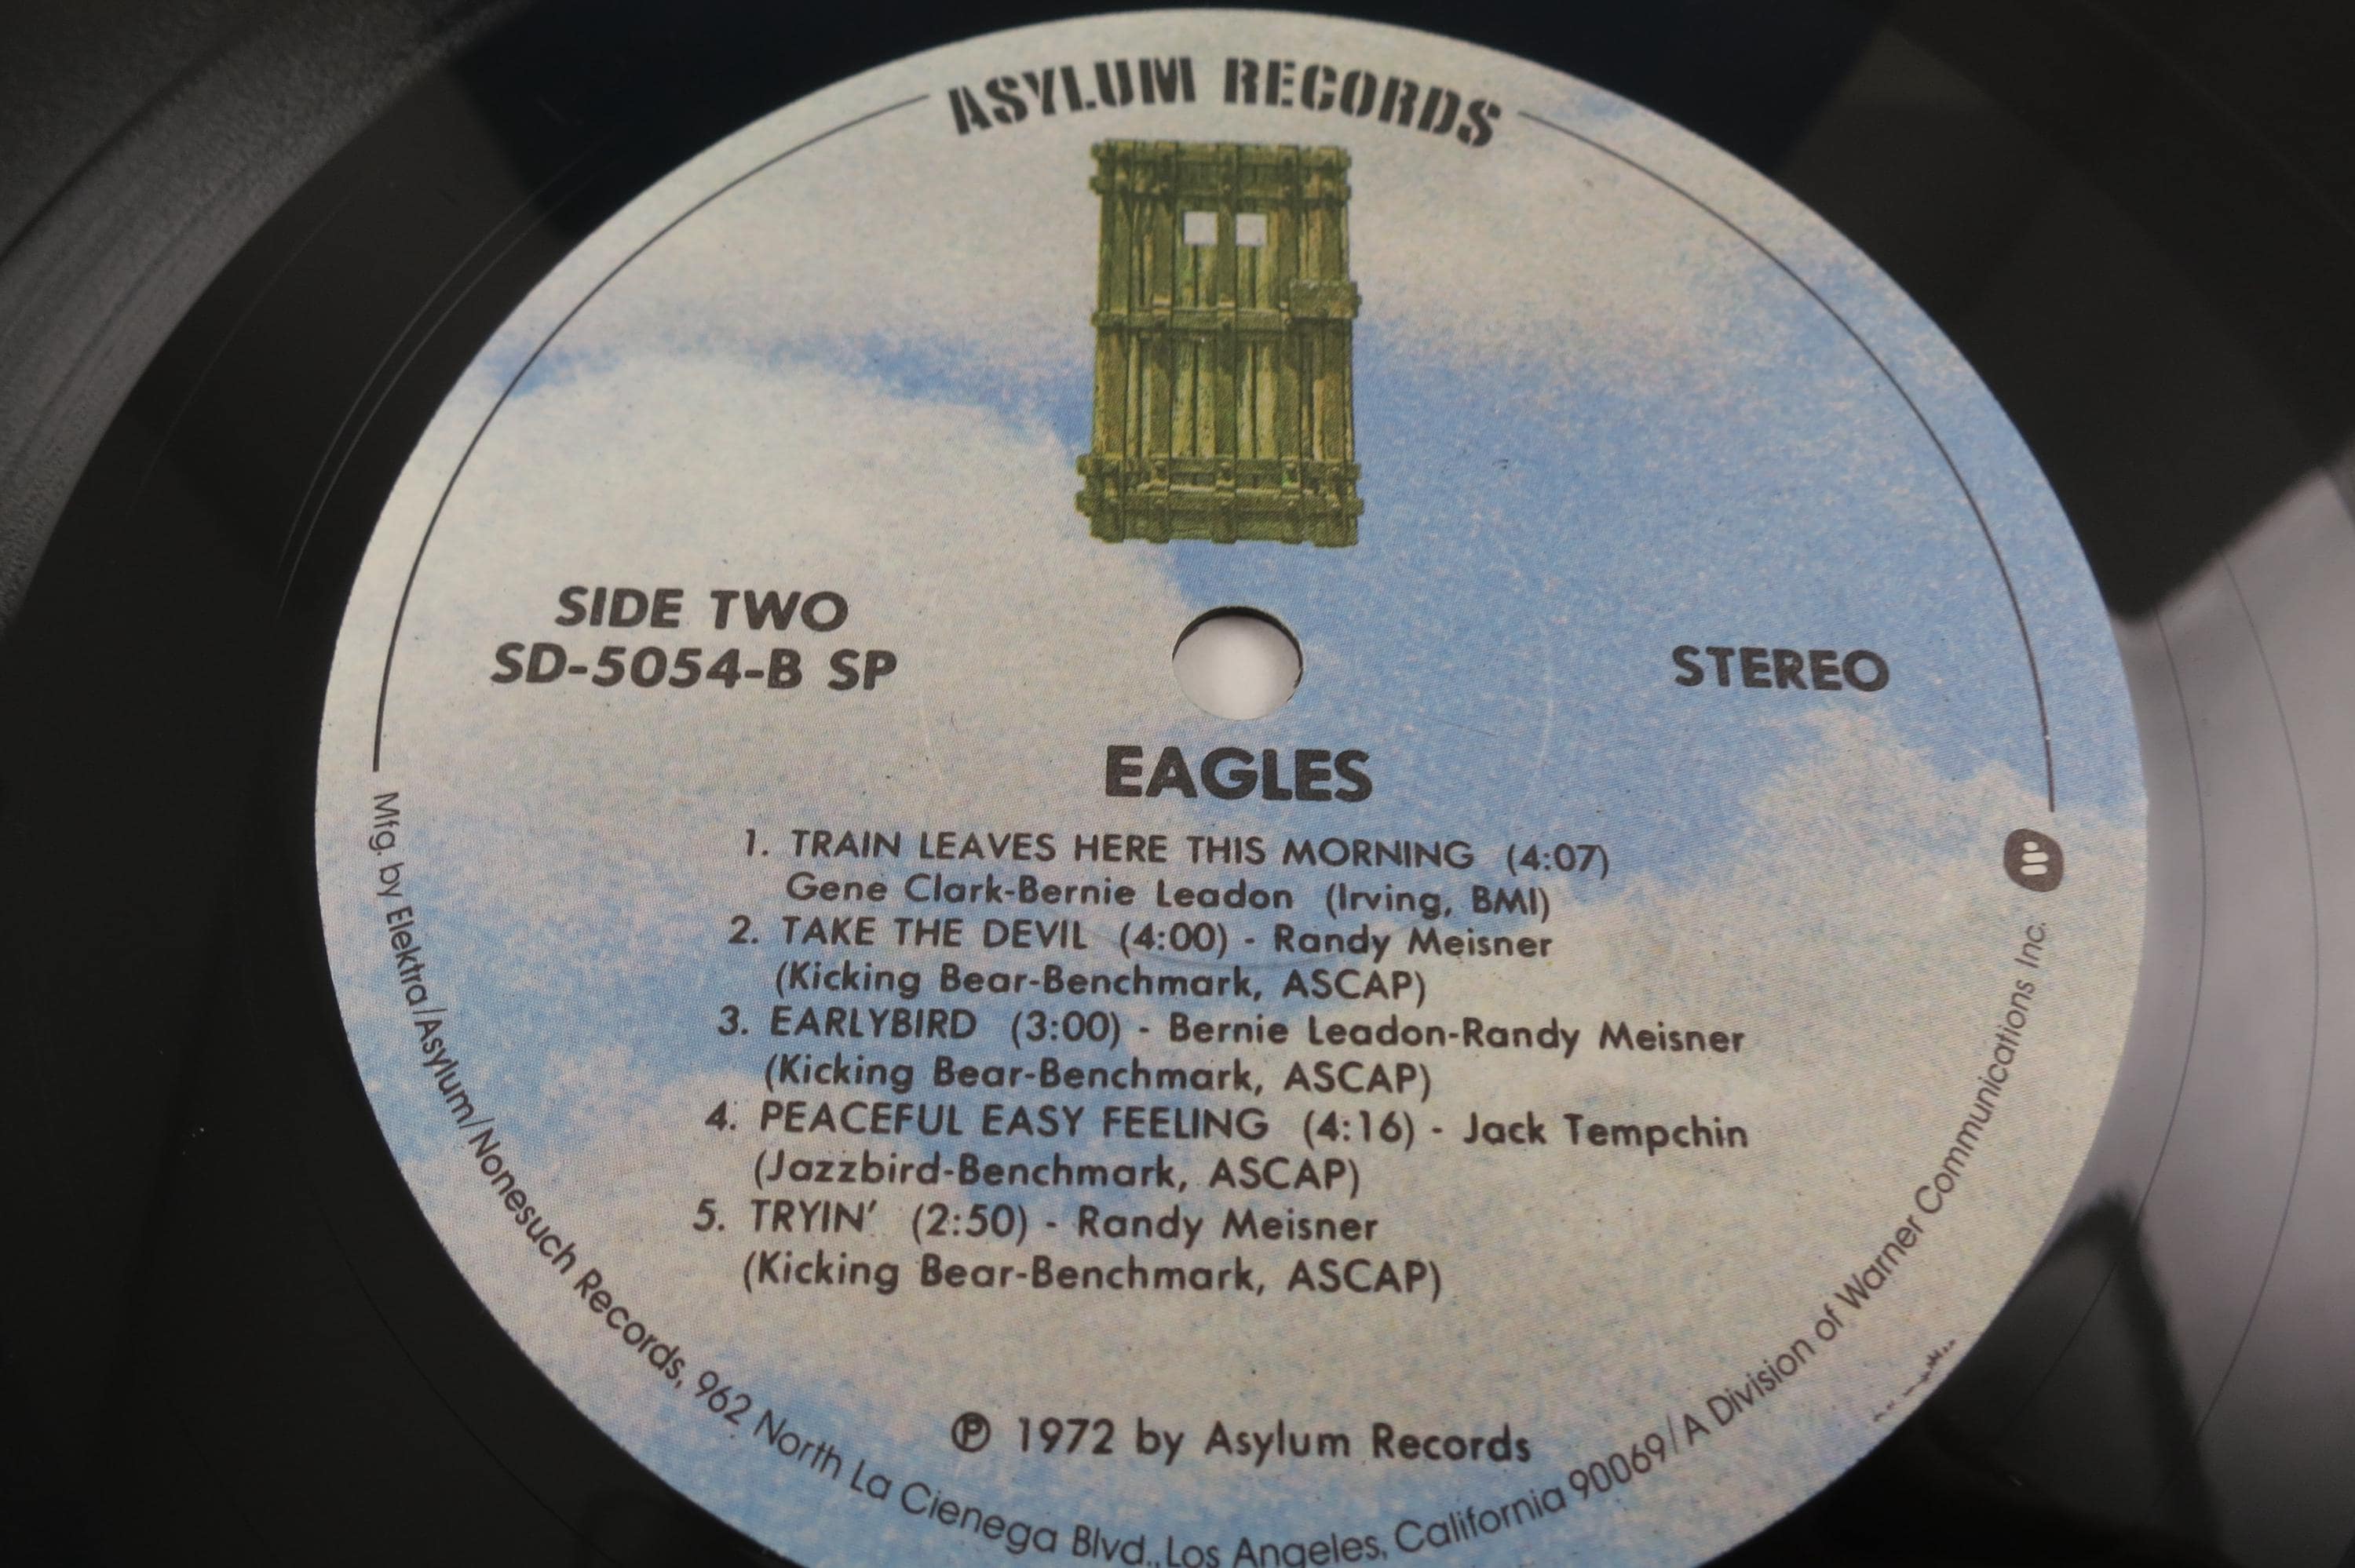 ASYLUM RECORDS
SIDE TWO
SD-5054-B SP
STEREO
EAGLES
1. TRAIN LEAVES HERE THIS MORNING (4:07)
Gene Clark-Bernie Leadon (Irving, BMI)
2. TAKE THE DEVIL (4:00) - Randy Meisner
(Kicking Bear-Benchmark, ASCAP)
3. EARLYBIRD (3:00) - Bernie Leadon-Randy Meisner
(Kicking Bear-Benchmark, ASCAP)
4. PEACEFUL EASY FEELING (4:16) - Jack Tempchin
(Jazzbird-Benchmark, ASCAP)
5. TRYIN' (2:50) - Randy Meisner
(Kicking Bear-Benchmark, ASCAP)
℗ 1972 by Asylum Records
Mfg. by Elektra/Asylum/Nonesuch Records, 962 North La Cienega Blvd., Los Angeles, California 90069/A Division of Warner Communications Inc.